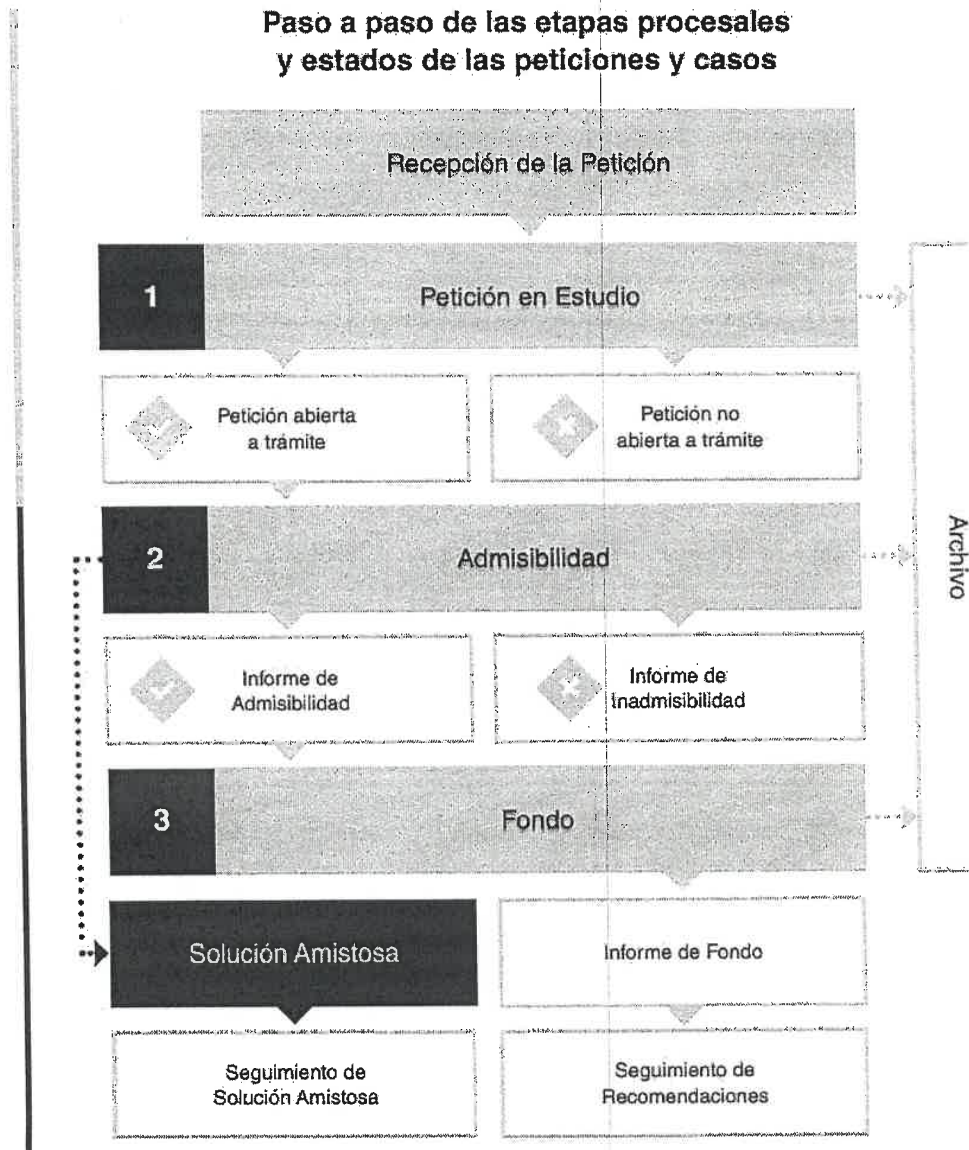 Paso a paso de las etapas procesales
y estados de las peticiones y casos
Recepción de la Petición
1
Petición en Estudio
Petición abierta
a trámite
Petición no
abierta a trámite
2
Admisibilidad
Archivo
Informe de
Admisibilidad
Informe de
Inadmisibilidad
3
Fondo
Solución Amistosa
Informe de Fondo
Seguimiento de
Solución Amistosa
Seguimiento de
Recomendaciones